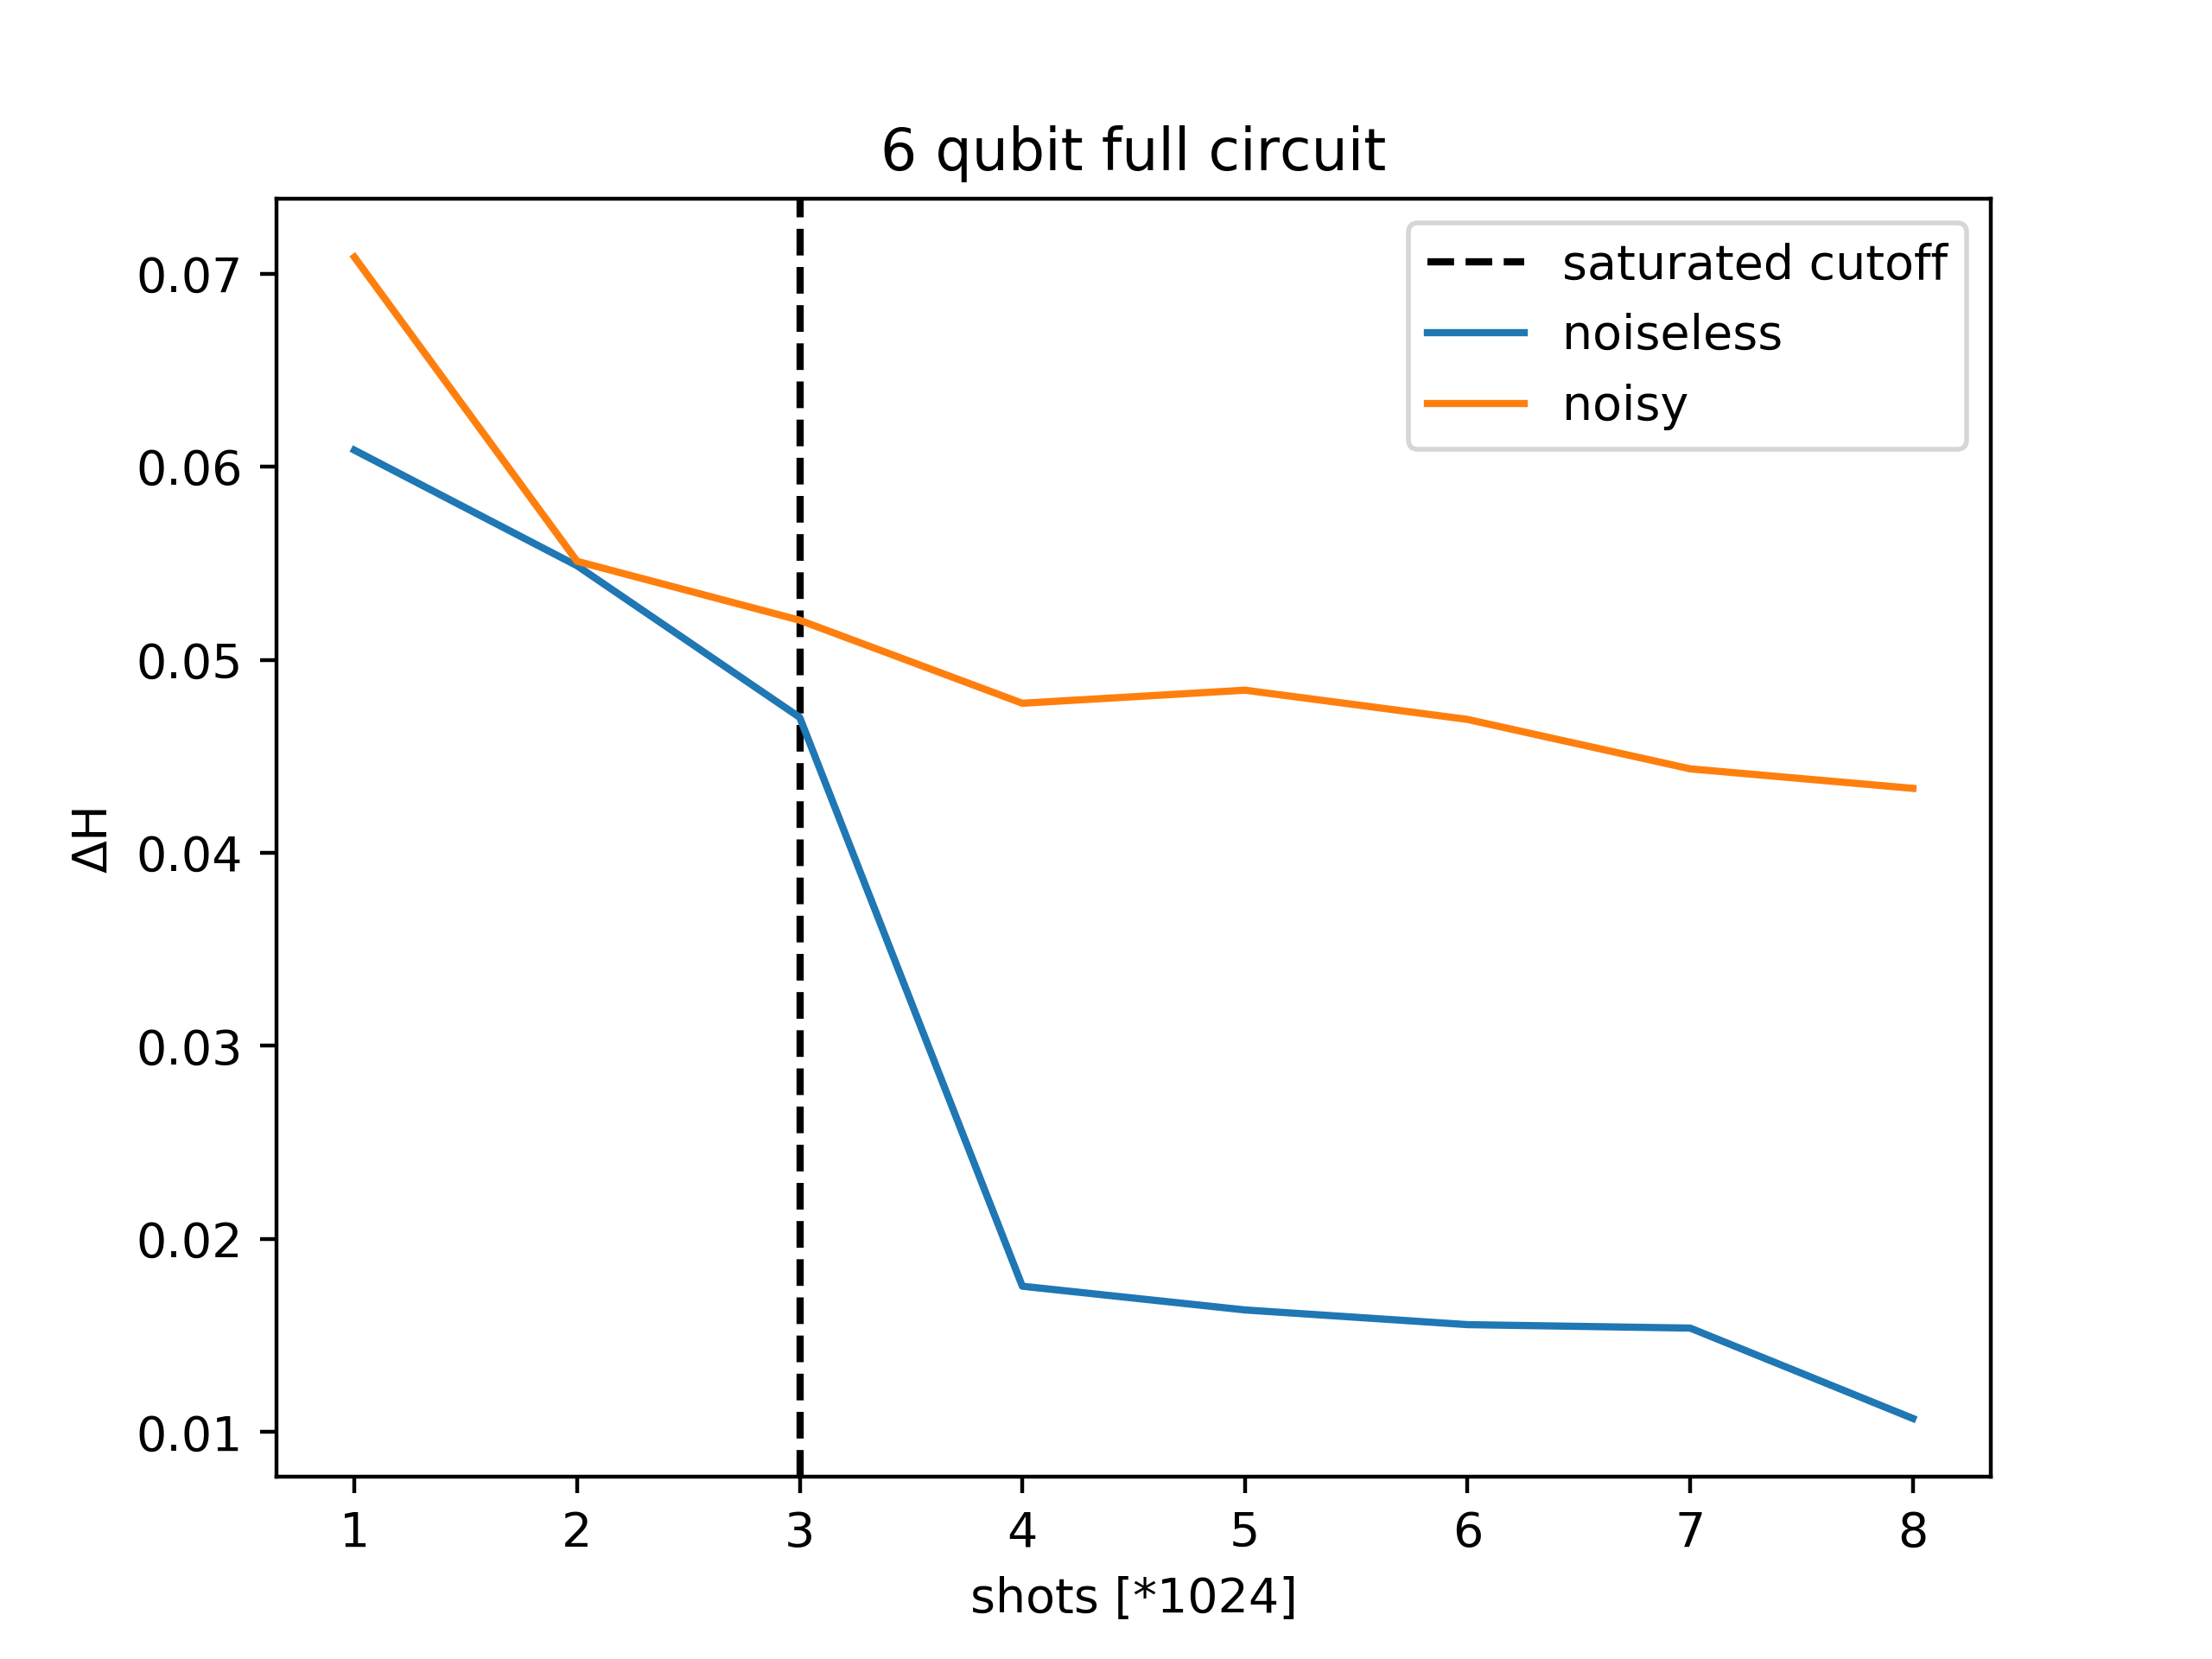 6 qubit full circuit
saturated cutoff
noiseless
noisy
0.07
0.06
0.05
0.04
0.03
0.02
0.01
ΔH
1 2 3 4 5 6 7 8
shots [*1024]